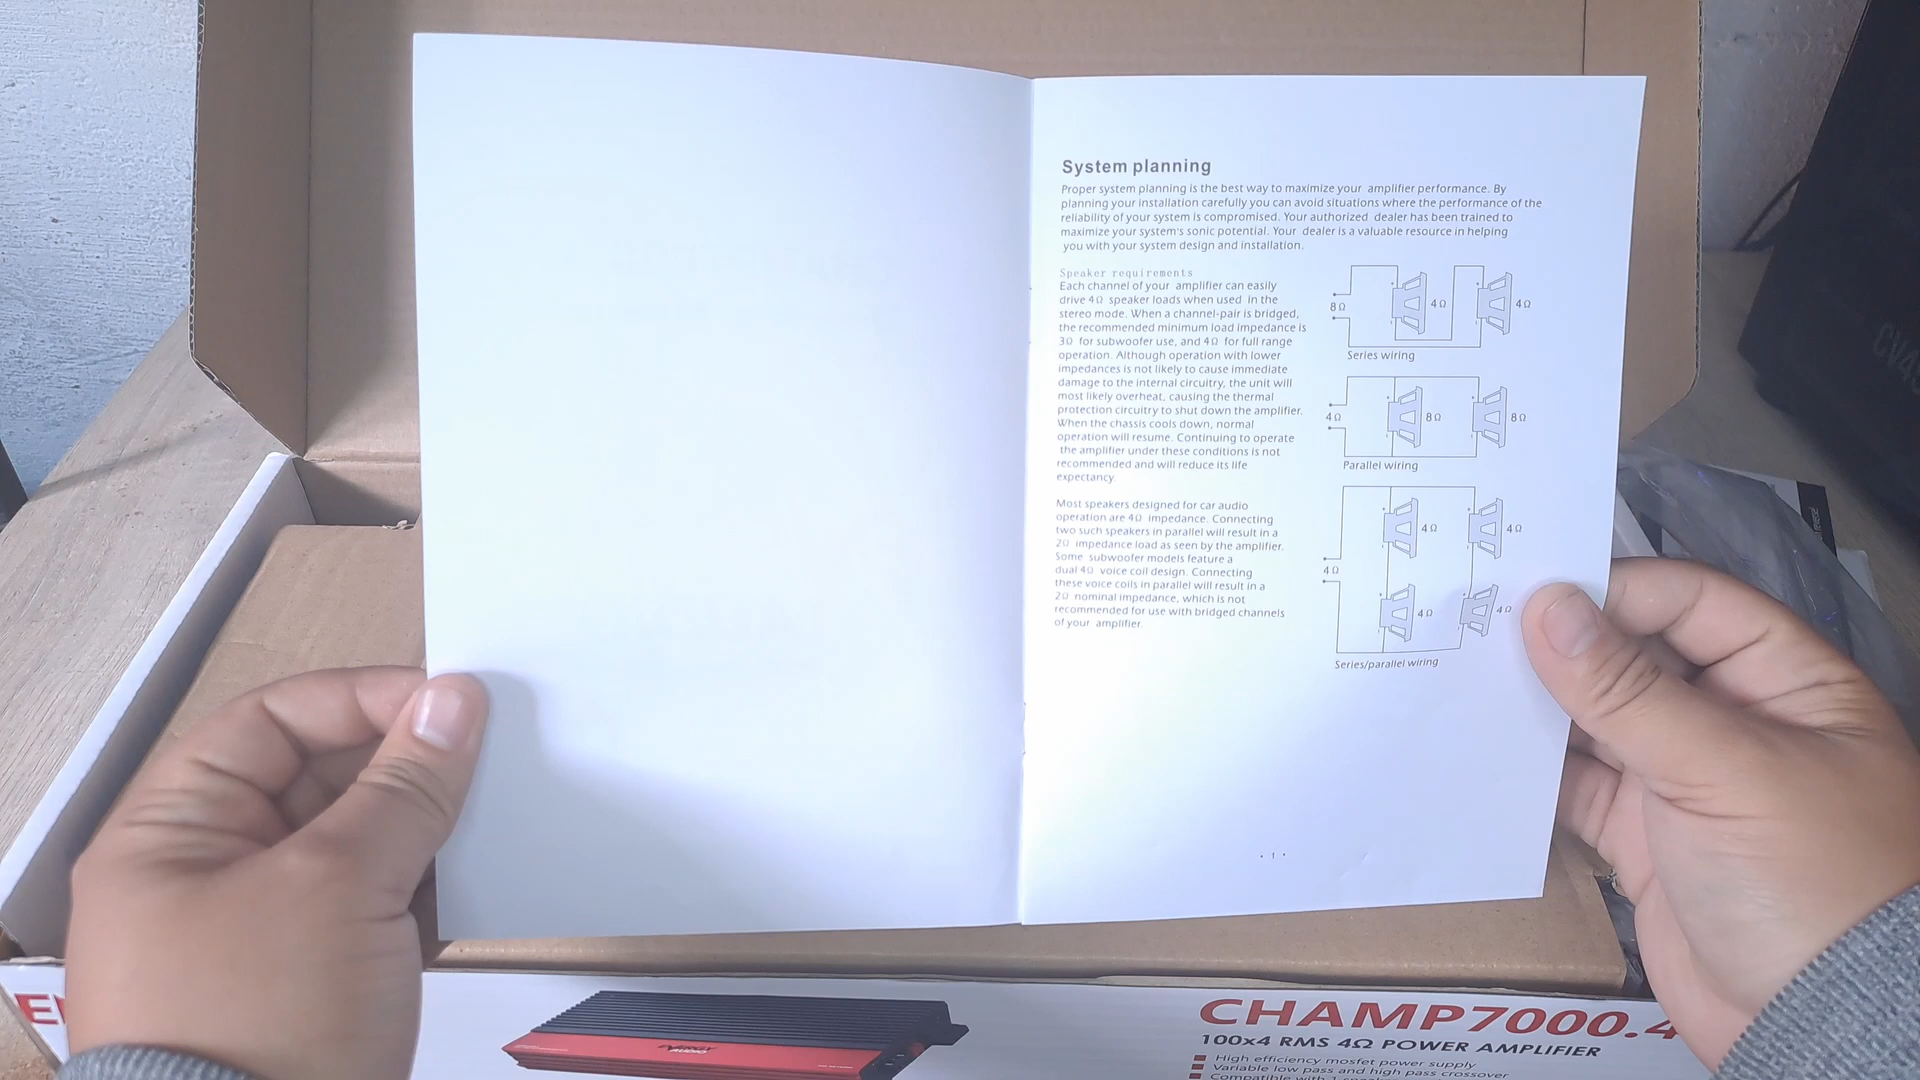 System planning
Proper system planning is the best way to maximize your amplifier performance. By
planning your installation carefully you can avoid situations where the performance of the
reliability of your system is compromised. Your authorized dealer has been trained to
maximize your system's sonic potential. Your dealer is a valuable resource in helping
you with your system design and installation.
Speaker requirements
Each channel of your amplifier can easily
drive 4Ω speaker loads when used in the
stereo mode. When a channel-pair is bridged,
the recommended minimum load impedance is
3Ω for subwoofer use, and 4Ω for full range
operation. Although operation with lower
impedances is not likely to cause immediate
damage to the internal circuitry, the unit will
most likely overheat, causing the thermal
protection circuitry to shut down the amplifier.
When the chassis cools down, normal
operation will resume. Continuing to operate
the amplifier under these conditions is not
recommended and will reduce its life
expectancy.
Most speakers designed for car audio
operation are 4Ω impedance. Connecting
two such speakers in parallel will result in a
2Ω impedance load as seen by the amplifier.
Some subwoofer models feature a
dual 4Ω voice coil design. Connecting
these voice coils in parallel will result in a
2Ω nominal impedance, which is not
recommended for use with bridged channels
of your amplifier.
8Ω 4Ω 4Ω
Series wiring
4Ω 8Ω 8Ω
Parallel wiring
4Ω 4Ω
4Ω
4Ω 4Ω
Series/parallel wiring
• 1 •
CV4
CHAMP7000.4
100x4 RMS 4Ω POWER AMPLIFIER
High efficiency mosfet power supply
Variable low pass and high pass crossover
Compatible with 1
ENERGY
AUDIO